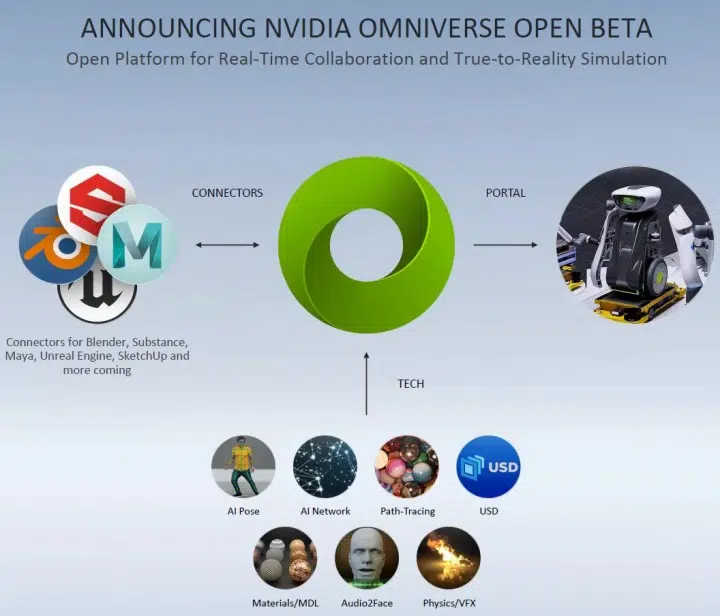 ANNOUNCING NVIDIA OMNIVERSE OPEN BETA
Open Platform for Real-Time Collaboration and True-to-Reality Simulation
CONNECTORS
PORTAL
Connectors for Blender, Substance,
Maya, Unreal Engine, SketchUp and
more coming
TECH
USD
AI Pose
AI Network
Path-Tracing
USD
Materials/MDL
Audio2Face
Physics/VFX